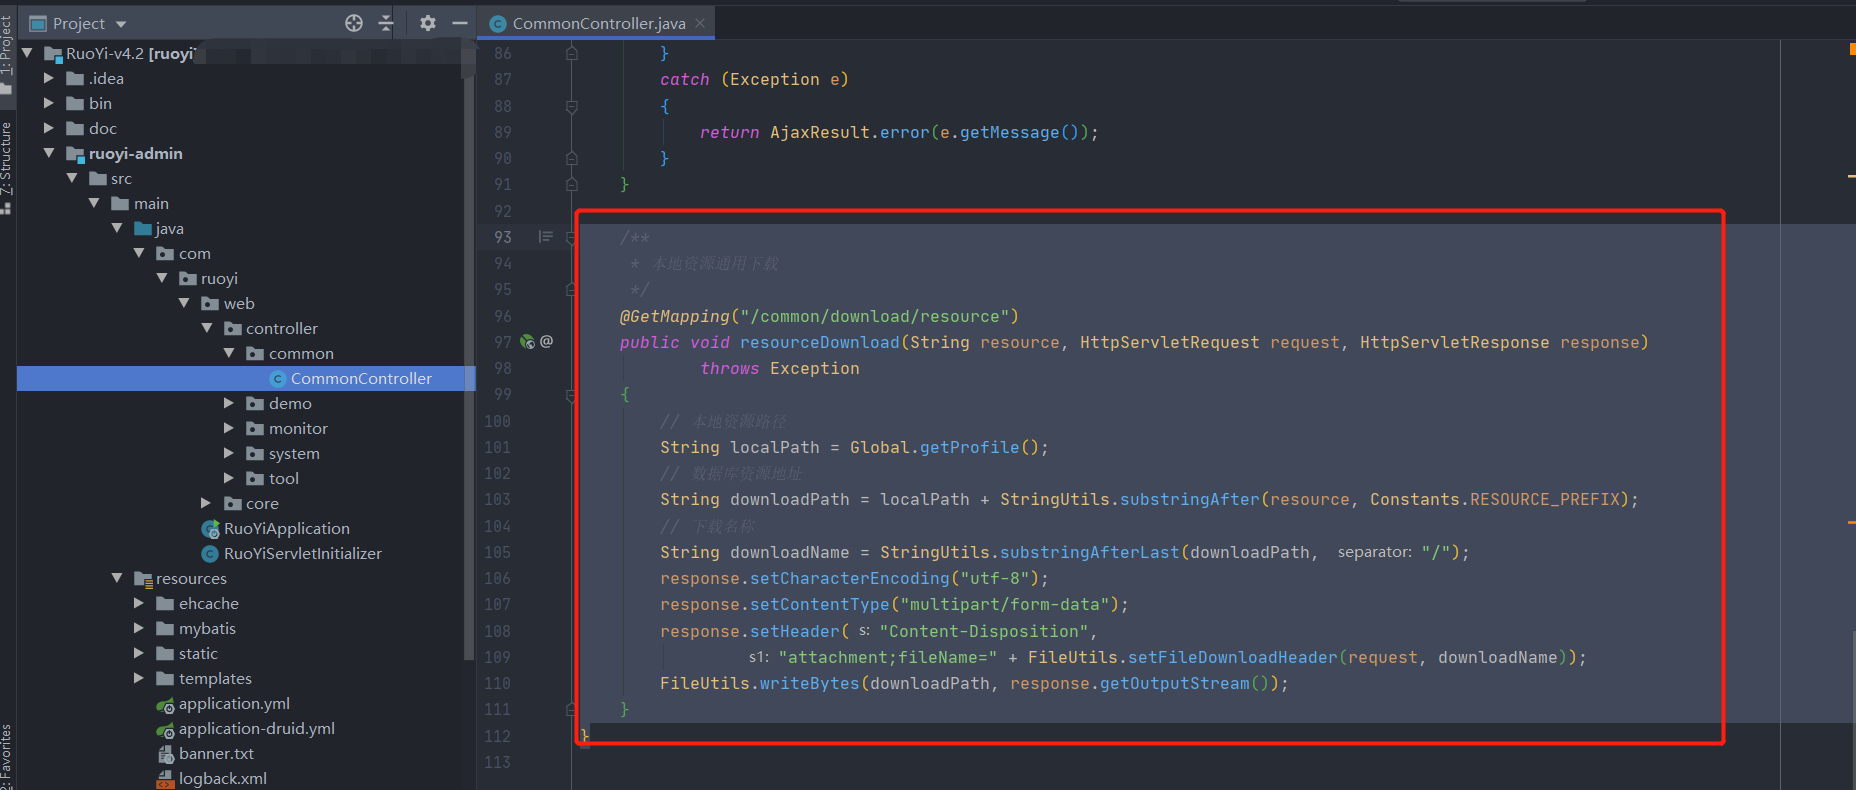 Project
CommonController.java
1: Project
7: Structure
2: Favorites
RuoYi-v4.2 [ruoyi
.idea
bin
doc
ruoyi-admin
src
main
java
com
ruoyi
web
controller
common
CommonController
demo
monitor
system
tool
core
RuoYiApplication
RuoYiServletInitializer
resources
ehcache
mybatis
static
templates
application.yml
application-druid.yml
banner.txt
logback.xml
86 }
87 catch (Exception e)
88 {
89 return AjaxResult.error(e.getMessage());
90 }
91 }
92
93 /**
94 * 本地资源通用下载
95 */
96 @GetMapping("/common/download/resource")
97 @ public void resourceDownload(String resource, HttpServletRequest request, HttpServletResponse response)
98 throws Exception
99 {
100 // 本地资源路径
101 String localPath = Global.getProfile();
102 // 数据库资源地址
103 String downloadPath = localPath + StringUtils.substringAfter(resource, Constants.RESOURCE_PREFIX);
104 // 下载名称
105 String downloadName = StringUtils.substringAfterLast(downloadPath, separator: "/");
106 response.setCharacterEncoding("utf-8");
107 response.setContentType("multipart/form-data");
108 response.setHeader( s: "Content-Disposition",
109 s1: "attachment;fileName=" + FileUtils.setFileDownloadHeader(request, downloadName));
110 FileUtils.writeBytes(downloadPath, response.getOutputStream());
111 }
112 }
113